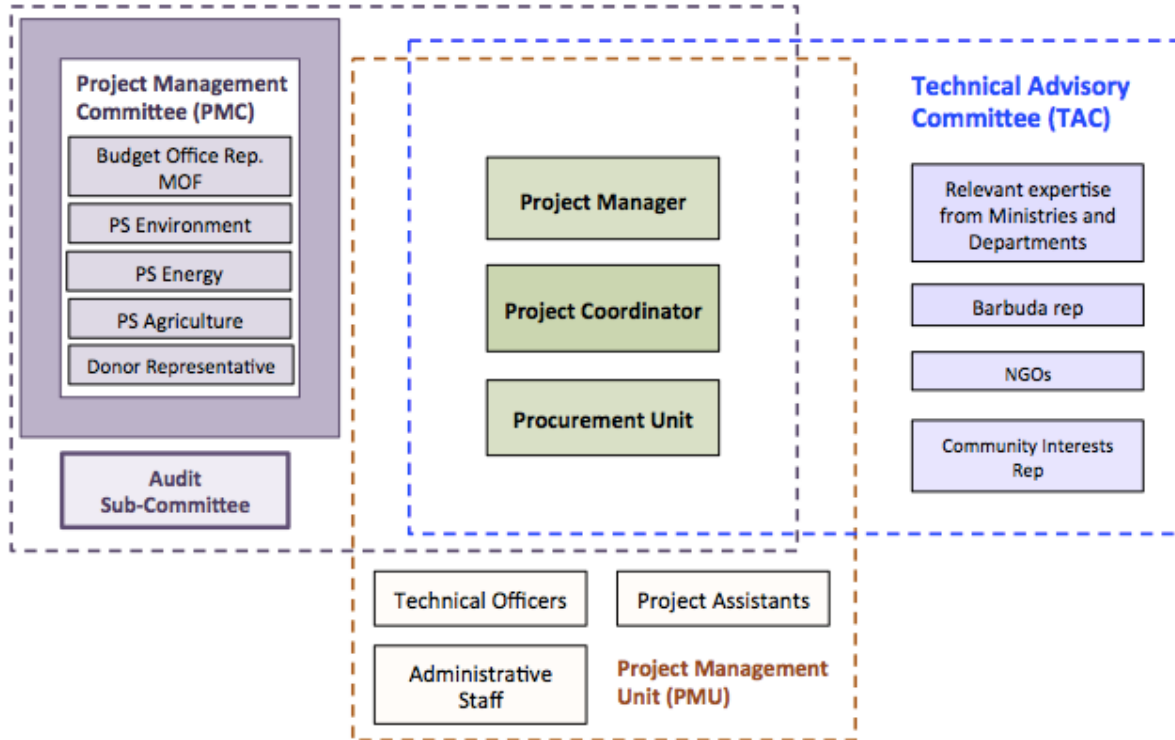 Project Management
Committee (PMC)
Budget Office Rep.
MOF
PS Environment
PS Energy
PS Agriculture
Donor Representative
Audit
Sub-Committee
Project Manager
Project Coordinator
Procurement Unit
Technical Advisory
Committee (TAC)
Relevant expertise
from Ministries and
Departments
Barbuda rep
NGOs
Community Interests
Rep
Technical Officers
Project Assistants
Administrative
Staff
Project Management
Unit (PMU)